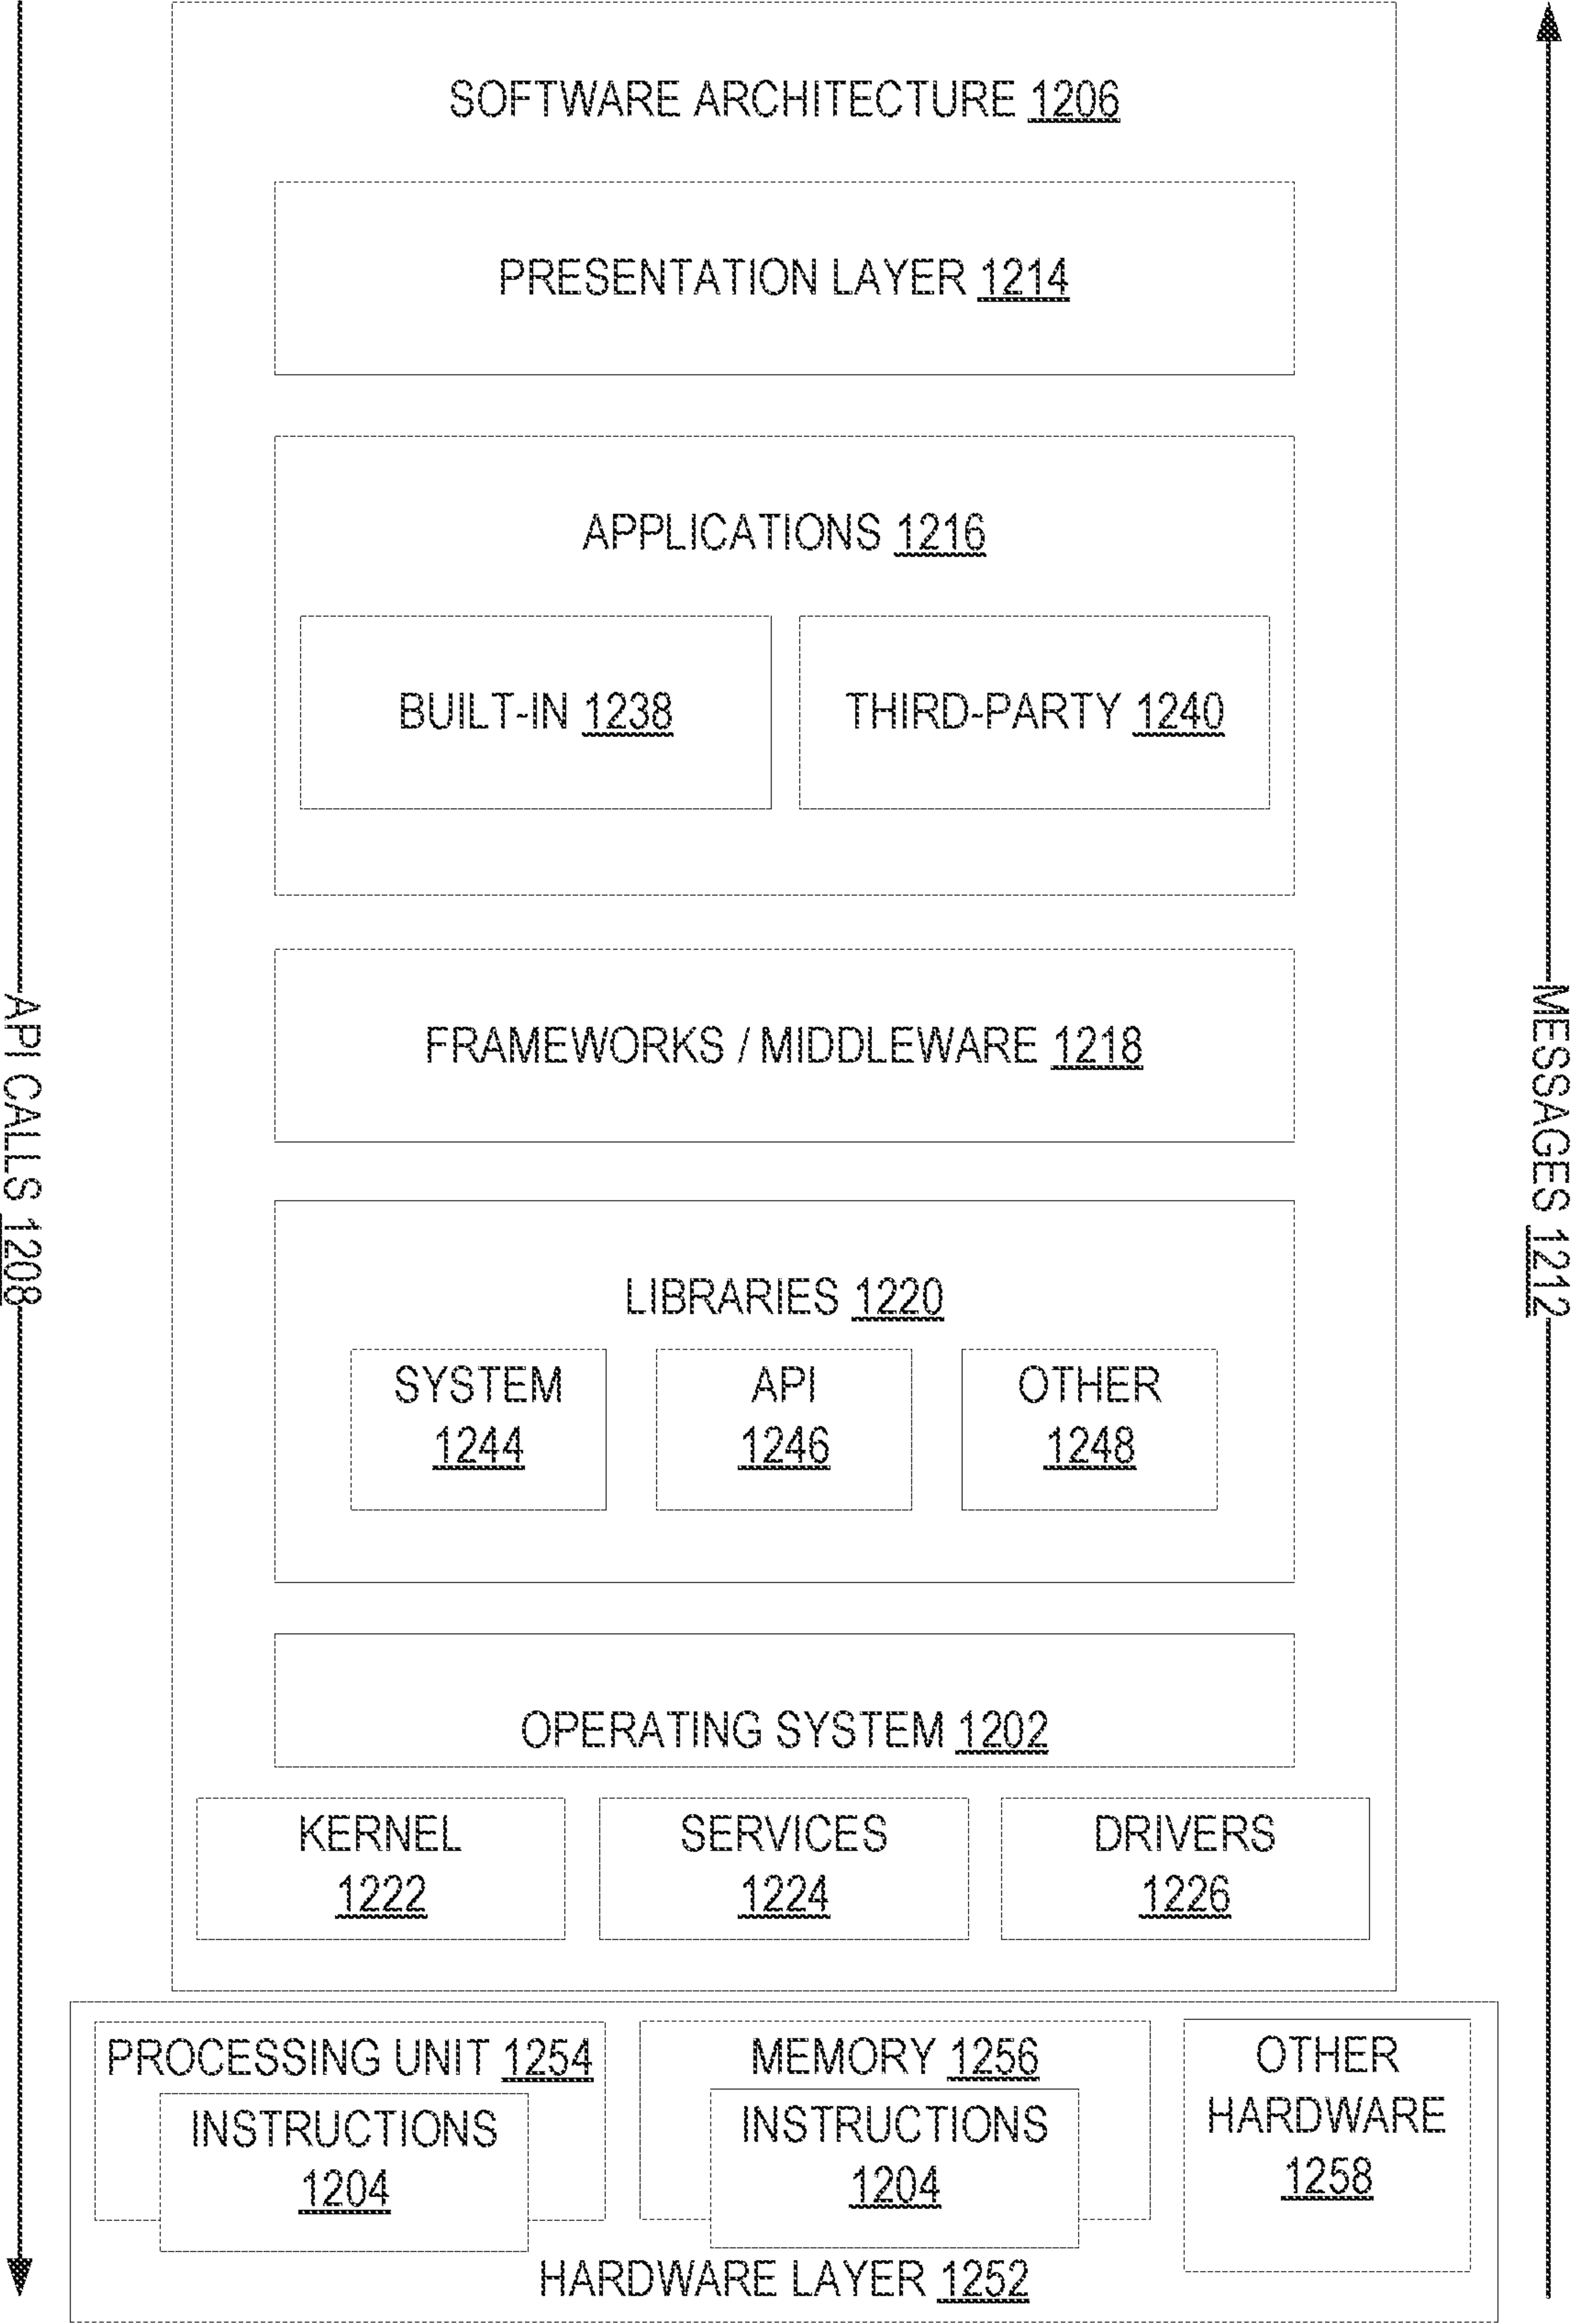 SOFTWARE ARCHITECTURE 1206
PRESENTATION LAYER 1214
APPLICATIONS 1216
BUILT-IN 1238
THIRD-PARTY 1240
FRAMEWORKS / MIDDLEWARE 1218
API CALLS 1208
MESSAGES 1212
LIBRARIES 1220
SYSTEM
1244
API
1246
OTHER
1248
OPERATING SYSTEM 1202
KERNEL
1222
SERVICES
1224
DRIVERS
1226
PROCESSING UNIT 1254
INSTRUCTIONS
1204
MEMORY 1256
INSTRUCTIONS
1204
OTHER
HARDWARE
1258
HARDWARE LAYER 1252